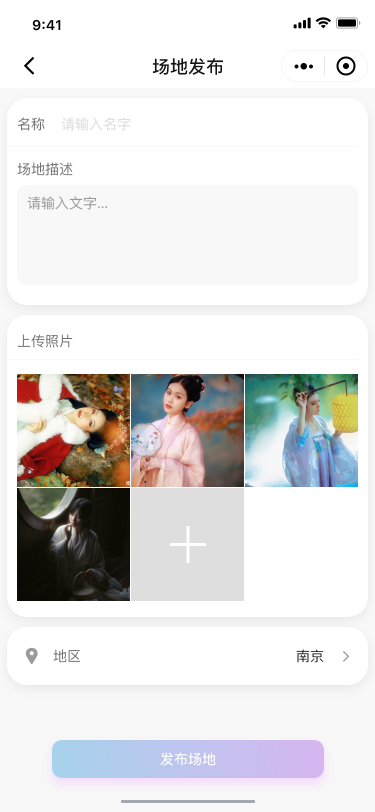 9:41
场地发布
名称 请输入名字
场地描述
请输入文字...
上传照片
地区 南京
发布场地